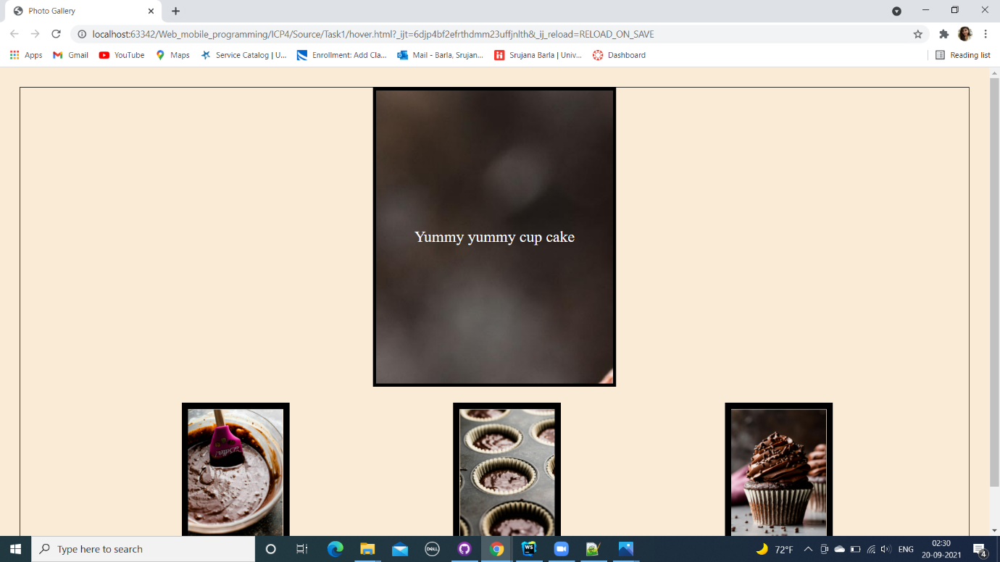 Photo Gallery
localhost:63342/Web_mobile_programming/ICP4/Source/Task1/hover.html?_ijt=6djp4bf2efrthdmm23uffjnlth&_ij_reload=RELOAD_ON_SAVE
Apps Gmail YouTube Maps Service Catalog | U... Enrollment: Add Cla... Mail - Barla, Srujan... Srujana Barla | Univ... Dashboard Reading list
Yummy yummy cup cake
Type here to search DELL WS 72°F ENG 02:30
20-09-2021 4